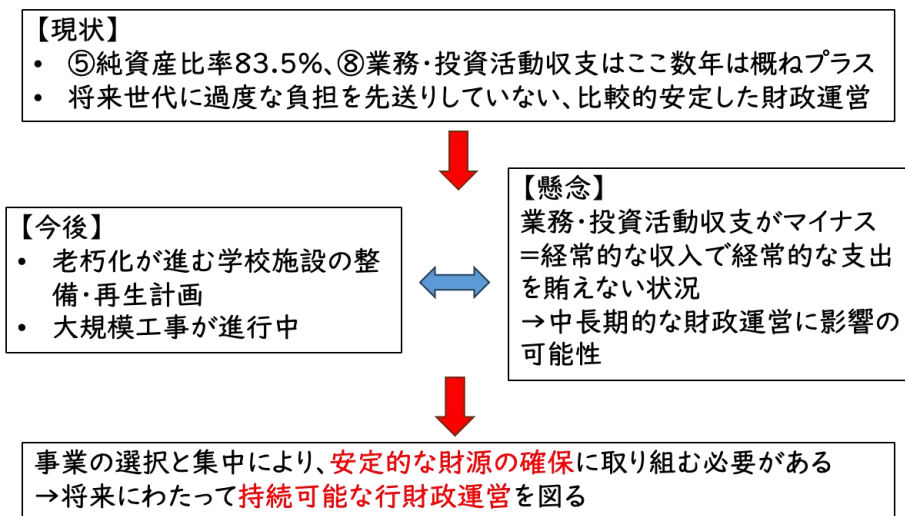 【現状】
• ⑤純資産比率83.5%、⑧業務・投資活動収支はここ数年は概ねプラス
• 将来世代に過度な負担を先送りしていない、比較的安定した財政運営
【今後】
• 老朽化が進む学校施設の整
備・再生計画
• 大規模工事が進行中
【懸念】
業務・投資活動収支がマイナス
=経常的な収入で経常的な支出
を賄えない状況
→中長期的な財政運営に影響の
可能性
事業の選択と集中により、安定的な財源の確保に取り組む必要がある
→将来にわたって持続可能な行財政運営を図る